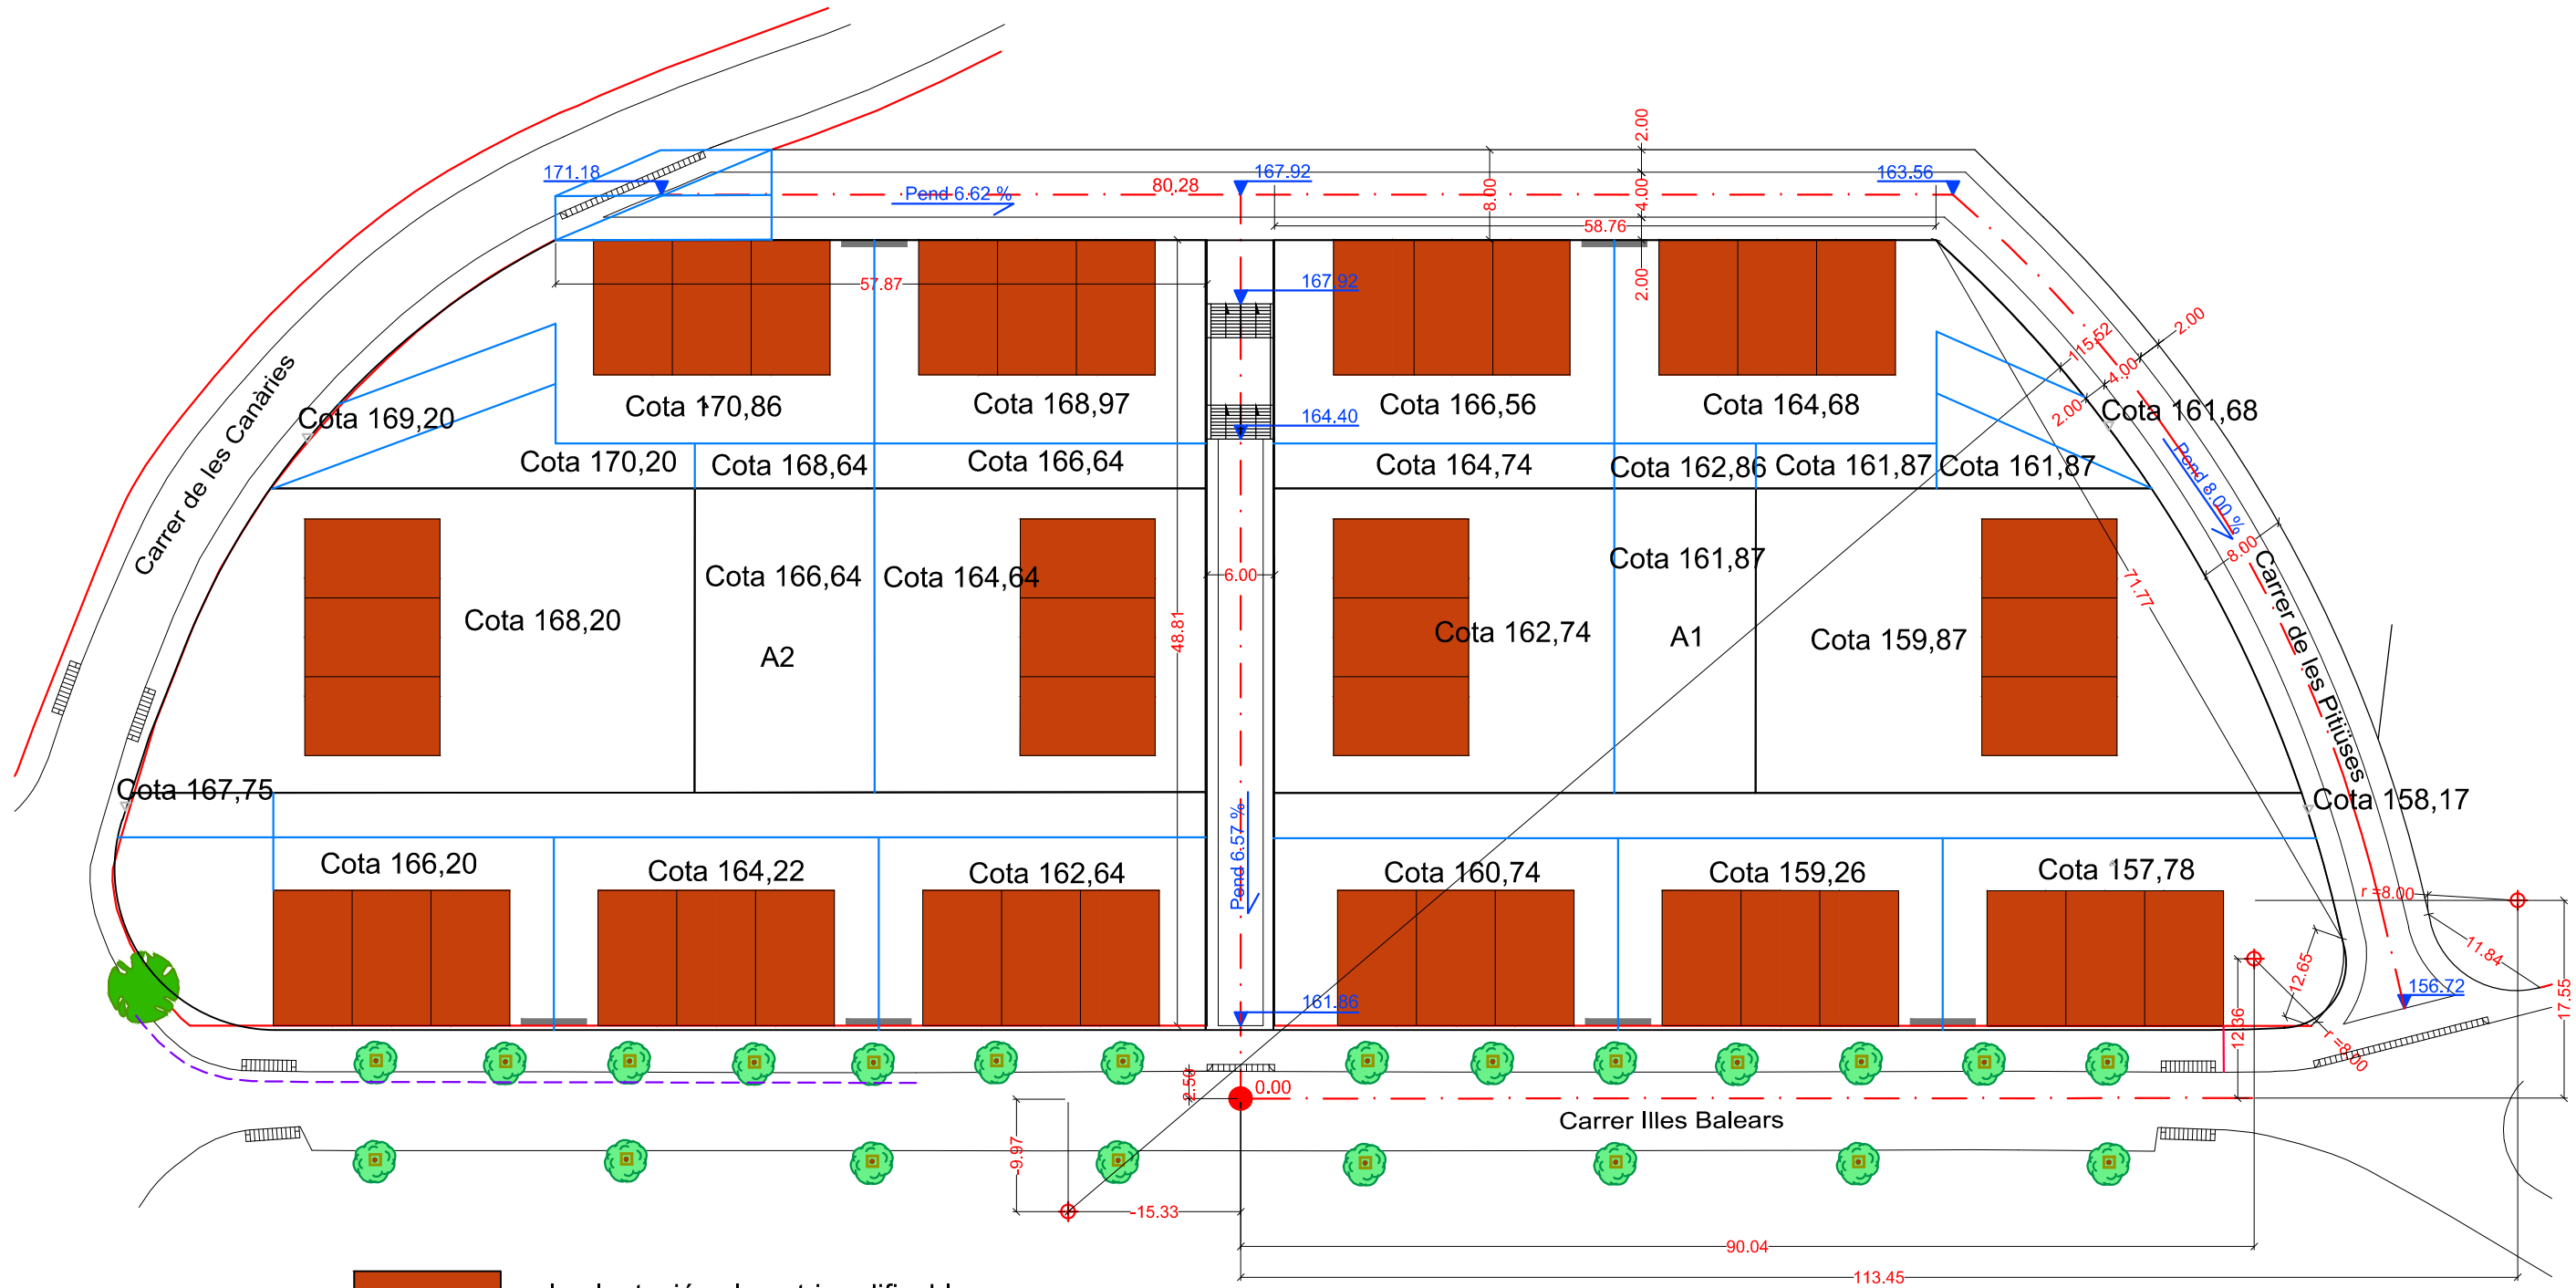 2.00
171.18
167.92
163.56
80.28
Pend 6.62 %
8.00
4.00
58.76
57.87
167.92
2.00
2.00
115.52
4.00
2.00
Carrer de les Canàries
Cota 169,20
Cota 170,86
Cota 168,97
164.40
Cota 166,56
Cota 164,68
Cota 161,68
Cota 170,20
Cota 168,64
Cota 166,64
Cota 164,74
Cota 162,86
Cota 161,87
Cota 161,87
Pend 8.00 %
8.00
Cota 166,64
Cota 164,64
6.00
Cota 161,87
71.77
Carrer de les Pitiüses
Cota 168,20
A2
48.81
Cota 162,74
A1
Cota 159,87
Cota 167,75
Cota 158,17
Pend 6.57 %
Cota 166,20
Cota 164,22
Cota 162,64
Cota 160,74
Cota 159,26
Cota 157,78
r =8.00
11.84
12.65
161.86
156.72
17.55
12.36
r =8.00
2.50
0.00
Carrer Illes Balears
9.97
-15.33
90.04
113.45